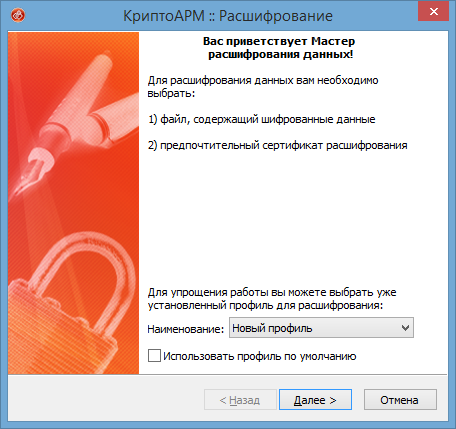 КриптоАРМ :: Расшифрование
Вас приветствует Мастер
расшифрования данных!
Для расшифрования данных вам необходимо
выбрать:
1) файл, содержащий шифрованные данные
2) предпочтительный сертификат расшифрования
Для упрощения работы вы можете выбрать уже
установленный профиль для расшифрования:
Наименование: Новый профиль
Использовать профиль по умолчанию
< Назад Далее > Отмена